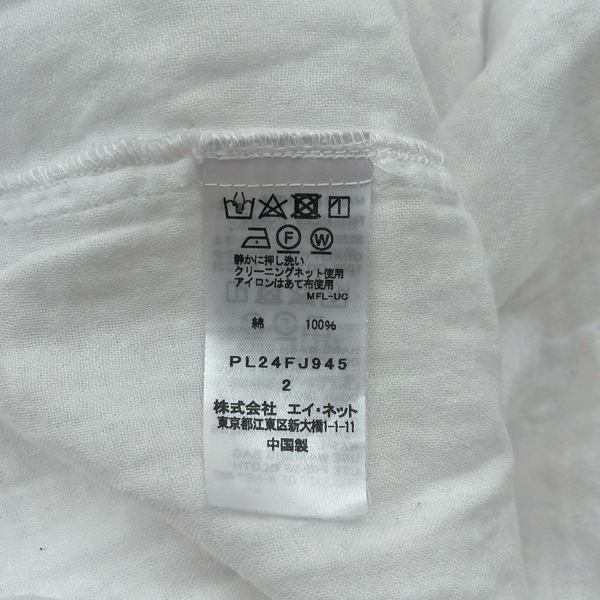 静かに押し洗い
クリーニングネット使用
アイロンはあて布使用
MFL-UC
綿 100%
PL24FJ945
2
株式会社 エイ・ネット
東京都江東区新大橋1-1-11
中国製